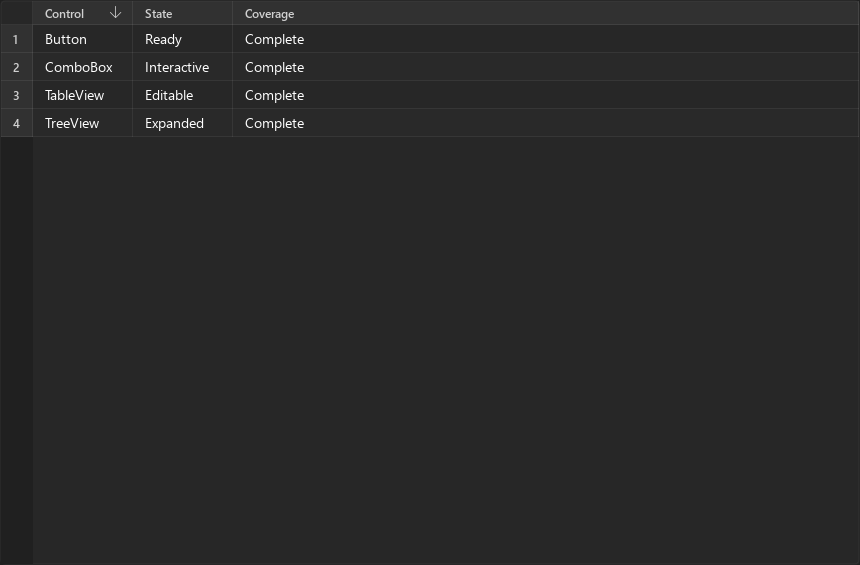 Control State Coverage
1 Button Ready Complete
2 ComboBox Interactive Complete
3 TableView Editable Complete
4 TreeView Expanded Complete